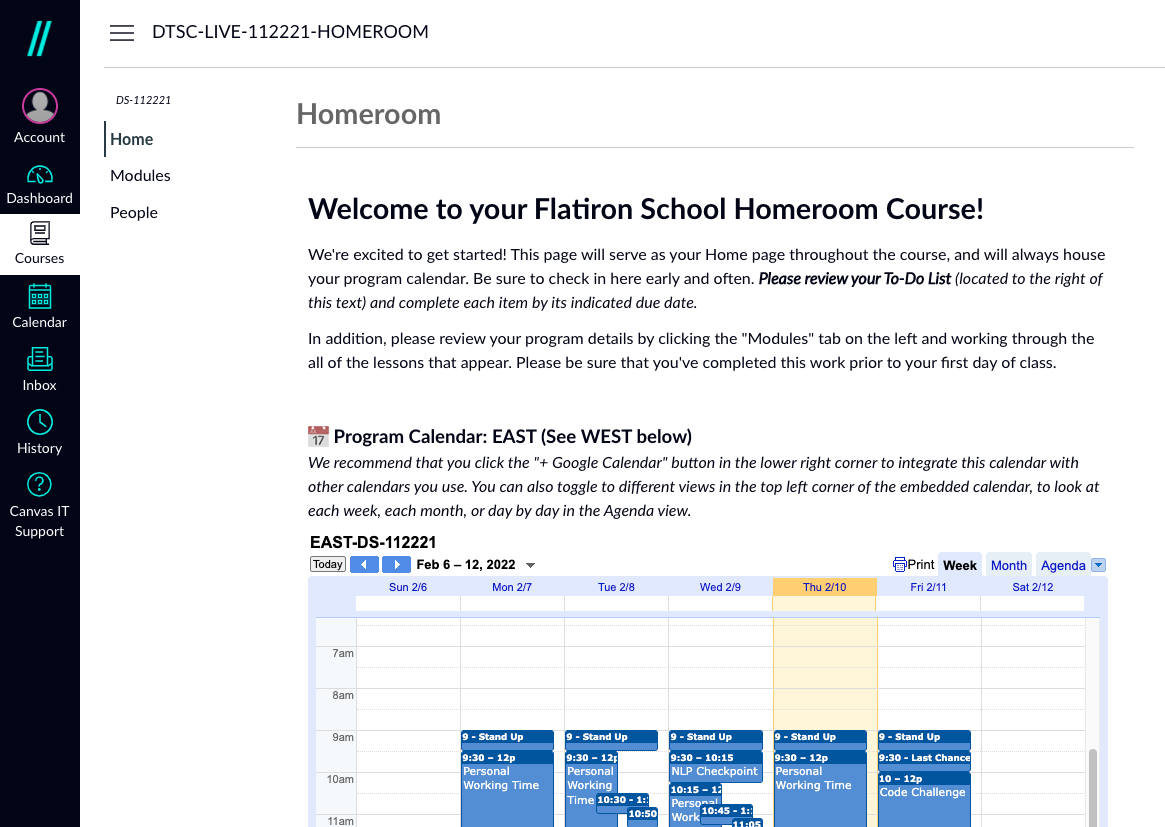 DTSC-LIVE-112221-HOMEROOM
Account
Dashboard
Courses
Calendar
Inbox
History
Canvas IT
Support
DS-112221
Home
Modules
People
Homeroom
Welcome to your Flatiron School Homeroom Course!
We're excited to get started! This page will serve as your Home page throughout the course, and will always house
your program calendar. Be sure to check in here early and often. Please review your To-Do List (located to the right of
this text) and complete each item by its indicated due date.
In addition, please review your program details by clicking the "Modules" tab on the left and working through the
all of the lessons that appear. Please be sure that you've completed this work prior to your first day of class.
17 Program Calendar: EAST (See WEST below)
We recommend that you click the "+ Google Calendar" button in the lower right corner to integrate this calendar with
other calendars you use. You can also toggle to different views in the top left corner of the embedded calendar, to look at
each week, each month, or day by day in the Agenda view.
EAST-DS-112221
Today Feb 6 – 12, 2022 Print Week Month Agenda
Sun 2/6 Mon 2/7 Tue 2/8 Wed 2/9 Thu 2/10 Fri 2/11 Sat 2/12
7am
8am
9am
10am
11am
9 - Stand Up
9:30 – 12p
Personal
Working Time
9 - Stand Up
9:30 – 12p
Personal
Working
Time
10:30 - 1:
10:50
9 - Stand Up
9:30 – 10:15
NLP Checkpoint
10:15 – 12
Personal
Work
10:45 - 1:
11:05
9 - Stand Up
9:30 – 12p
Personal
Working Time
9 - Stand Up
9:30 - Last Chance
10 – 12p
Code Challenge